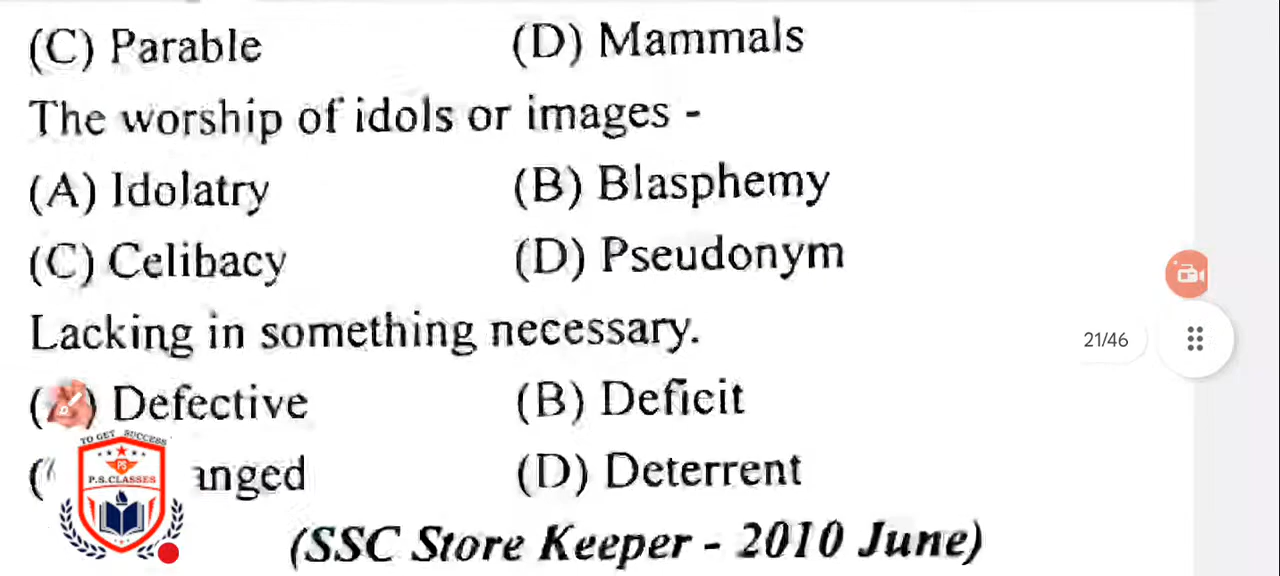 (C) Parable (D) Mammals
The worship of idols or images -
(A) Idolatry (B) Blasphemy
(C) Celibacy (D) Pseudonym
Lacking in something necessary.
21/46
( ) Defective (B) Deficit
TO GET SUCCESS
PS
P.S.CLASSES
( anged (D) Deterrent
(SSC Store Keeper - 2010 June)